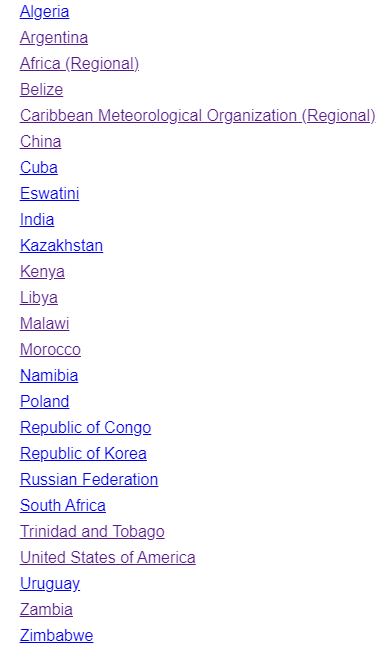 Algeria
Argentina
Africa (Regional)
Belize
Caribbean Meteorological Organization (Regional)
China
Cuba
Eswatini
India
Kazakhstan
Kenya
Libya
Malawi
Morocco
Namibia
Poland
Republic of Congo
Republic of Korea
Russian Federation
South Africa
Trinidad and Tobago
United States of America
Uruguay
Zambia
Zimbabwe